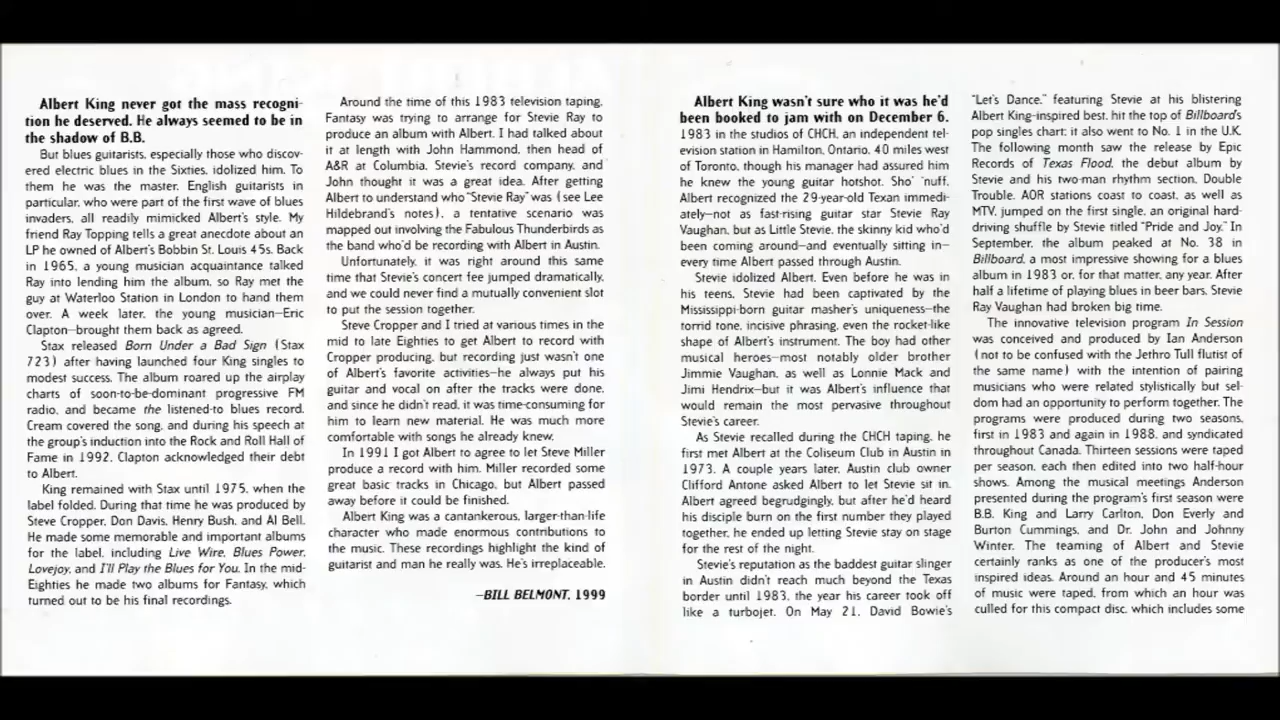 Albert King never got the mass recogni-
tion he deserved. He always seemed to be in
the shadow of B.B.
But blues guitarists, especially those who discov-
ered electric blues in the Sixties, idolized him. To
them he was the master. English guitarists in
particular, who were part of the first wave of blues
invaders, all readily mimicked Albert's style. My
friend Ray Topping tells a great anecdote about an
LP he owned of Albert's Bobbin St. Louis 45s. Back
in 1965, a young musician acquaintance talked
Ray into lending him the album, so Ray met the
guy at Waterloo Station in London to hand them
over. A week later, the young musician—Eric
Clapton—brought them back as agreed.
Stax released Born Under a Bad Sign (Stax
723) after having launched four King singles to
modest success. The album roared up the airplay
charts of soon-to-be-dominant progressive FM
radio, and became the listened-to blues record.
Cream covered the song, and during his speech at
the group's induction into the Rock and Roll Hall of
Fame in 1992, Clapton acknowledged their debt
to Albert.
King remained with Stax until 1975, when the
label folded. During that time he was produced by
Steve Cropper, Don Davis, Henry Bush, and Al Bell.
He made some memorable and important albums
for the label, including Live Wire, Blues Power,
Lovejoy, and I'll Play the Blues for You. In the mid-
Eighties he made two albums for Fantasy, which
turned out to be his final recordings.
Around the time of this 1983 television taping,
Fantasy was trying to arrange for Stevie Ray to
produce an album with Albert. I had talked about
it at length with John Hammond, then head of
A&R at Columbia, Stevie's record company, and
John thought it was a great idea. After getting
Albert to understand who "Stevie Ray" was (see Lee
Hildebrand's notes), a tentative scenario was
mapped out involving the Fabulous Thunderbirds as
the band who'd be recording with Albert in Austin.
Unfortunately, it was right around this same
time that Stevie's concert fee jumped dramatically,
and we could never find a mutually convenient slot
to put the session together.
Steve Cropper and I tried at various times in the
mid to late Eighties to get Albert to record with
Cropper producing, but recording just wasn't one
of Albert's favorite activities—he always put his
guitar and vocal on after the tracks were done,
and since he didn't read, it was time-consuming for
him to learn new material. He was much more
comfortable with songs he already knew.
In 1991 I got Albert to agree to let Steve Miller
produce a record with him. Miller recorded some
great basic tracks in Chicago, but Albert passed
away before it could be finished.
Albert King was a cantankerous, larger-than-life
character who made enormous contributions to
the music. These recordings highlight the kind of
guitarist and man he really was. He's irreplaceable.
—BILL BELMONT, 1999
Albert King wasn't sure who it was he'd
been booked to jam with on December 6,
1983 in the studios of CHCH, an independent tel-
evision station in Hamilton, Ontario, 40 miles west
of Toronto, though his manager had assured him
he knew the young guitar hotshot. Sho' 'nuff,
Albert recognized the 29-year-old Texan immedi-
ately—not as fast-rising guitar star Stevie Ray
Vaughan, but as Little Stevie, the skinny kid who'd
been coming around—and eventually sitting in—
every time Albert passed through Austin.
Stevie idolized Albert. Even before he was in
his teens, Stevie had been captivated by the
Mississippi-born guitar masher's uniqueness—the
torrid tone, incisive phrasing, even the rocket-like
shape of Albert's instrument. The boy had other
musical heroes—most notably older brother
Jimmie Vaughan, as well as Lonnie Mack and
Jimi Hendrix—but it was Albert's influence that
would remain the most pervasive throughout
Stevie's career.
As Stevie recalled during the CHCH taping, he
first met Albert at the Coliseum Club in Austin in
1973. A couple years later, Austin club owner
Clifford Antone asked Albert to let Stevie sit in.
Albert agreed begrudgingly, but after he'd heard
his disciple burn on the first number they played
together, he ended up letting Stevie stay on stage
for the rest of the night.
Stevie's reputation as the baddest guitar slinger
in Austin didn't reach much beyond the Texas
border until 1983, the year his career took off
like a turbojet. On May 21, David Bowie's
"Let's Dance," featuring Stevie at his blistering
Albert King-inspired best, hit the top of Billboard's
pop singles chart; it also went to No. 1 in the U.K.
The following month saw the release by Epic
Records of Texas Flood, the debut album by
Stevie and his two-man rhythm section, Double
Trouble. AOR stations coast to coast, as well as
MTV, jumped on the first single, an original hard-
driving shuffle by Stevie titled "Pride and Joy." In
September, the album peaked at No. 38 in
Billboard, a most impressive showing for a blues
album in 1983 or, for that matter, any year. After
half a lifetime of playing blues in beer bars, Stevie
Ray Vaughan had broken big time.
The innovative television program In Session
was conceived and produced by Ian Anderson
(not to be confused with the Jethro Tull flutist of
the same name) with the intention of pairing
musicians who were related stylistically but sel-
dom had an opportunity to perform together. The
programs were produced during two seasons,
first in 1983 and again in 1988, and syndicated
throughout Canada. Thirteen sessions were taped
per season, each then edited into two half-hour
shows. Among the musical meetings Anderson
presented during the program's first season were
B.B. King and Larry Carlton, Don Everly and
Burton Cummings, and Dr. John and Johnny
Winter. The teaming of Albert and Stevie
certainly ranks as one of the producer's most
inspired ideas. Around an hour and 45 minutes
of music were taped, from which an hour was
culled for this compact disc, which includes some